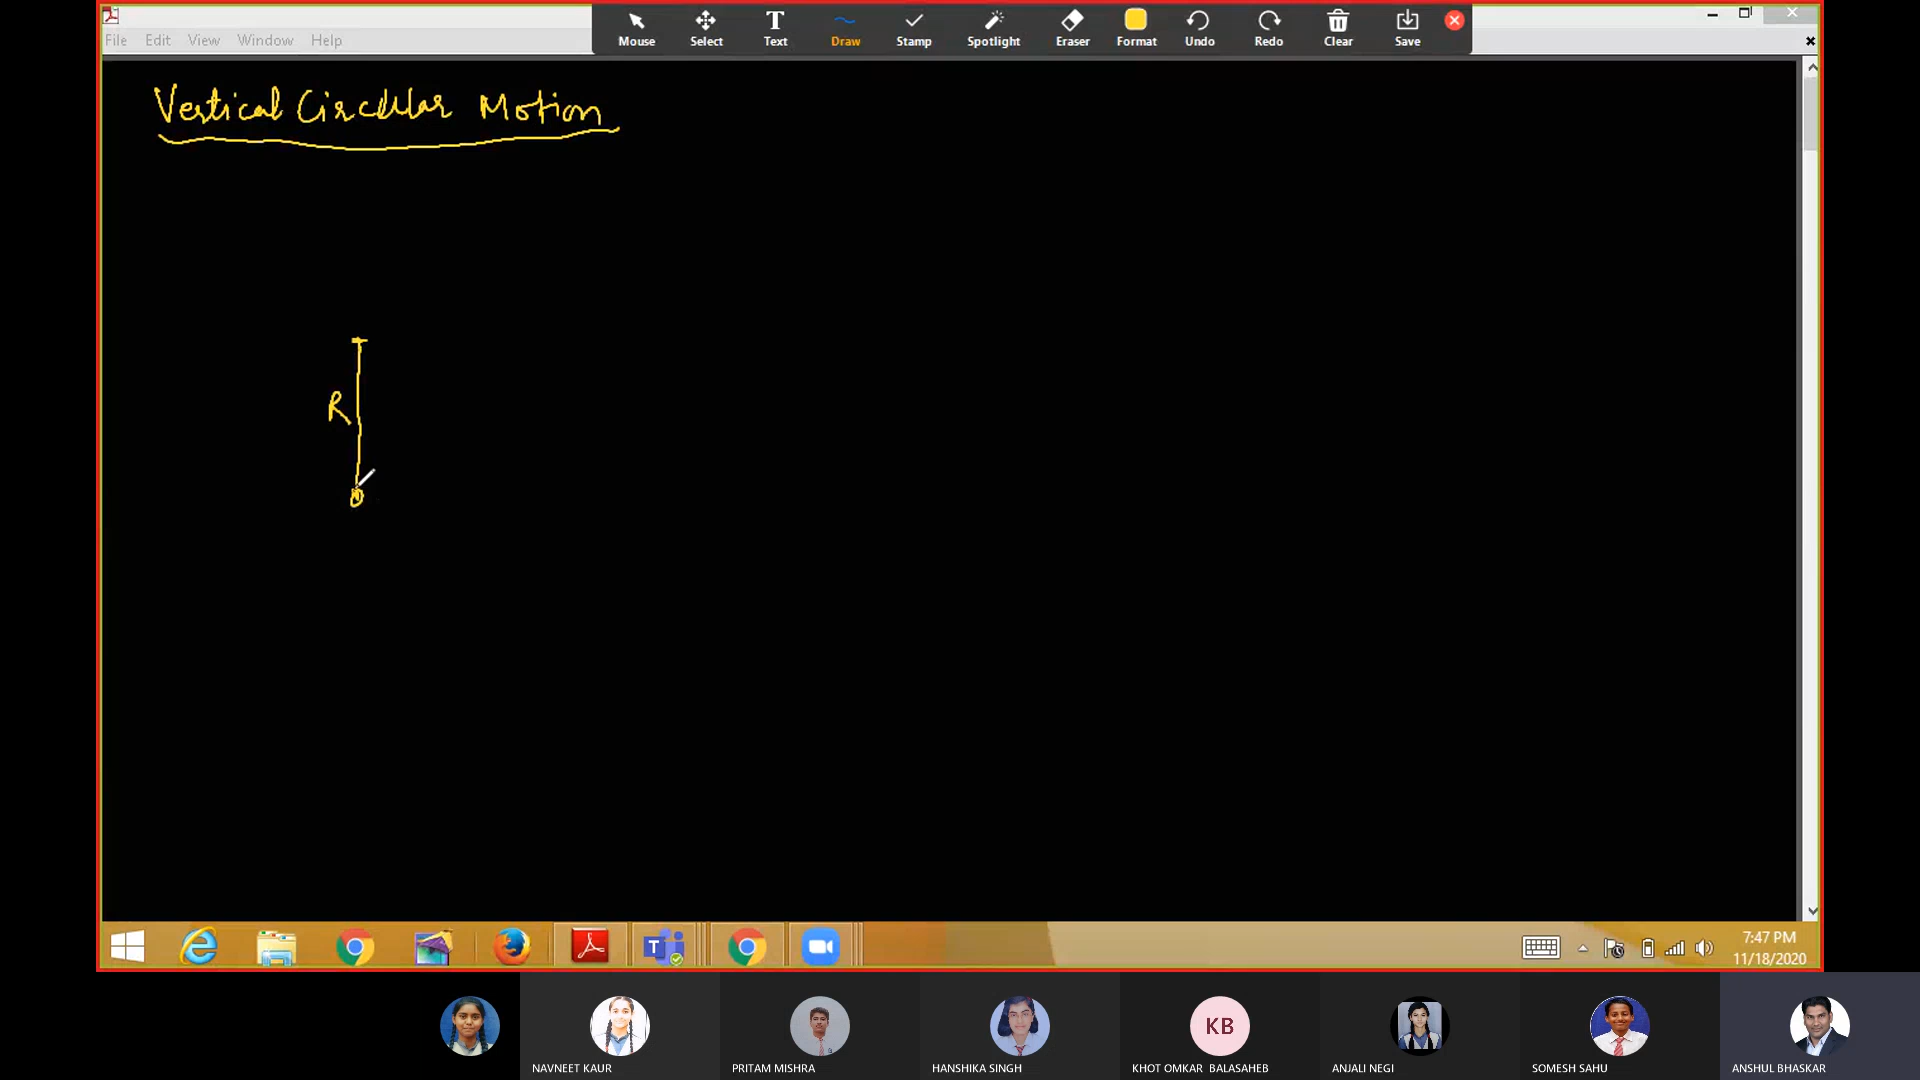 File Edit View Window Help
Mouse Select Text Draw Stamp Spotlight Eraser Format Undo Redo Clear Save
Vertical Circular Motion
R
7:47 PM
11/18/2020
KB
NAVNEET KAUR
PRITAM MISHRA
HANSHIKA SINGH
KHOT OMKAR BALASAHEB
ANJALI NEGI
SOMESH SAHU
ANSHUL BHASKAR